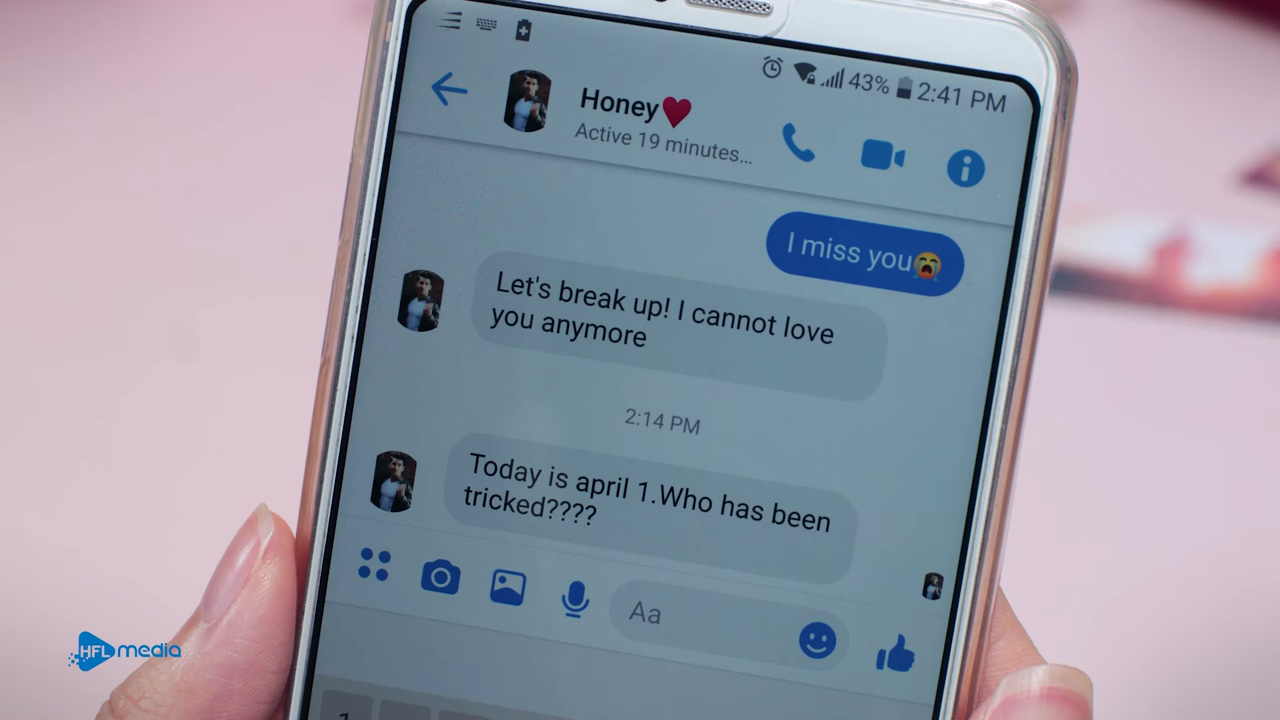 43% 2:41 PM
Honey❤️
Active 19 minutes...
I miss you😭
Let's break up! I cannot love
you anymore
2:14 PM
Today is april 1.Who has been
tricked????
Aa
1
HFL media